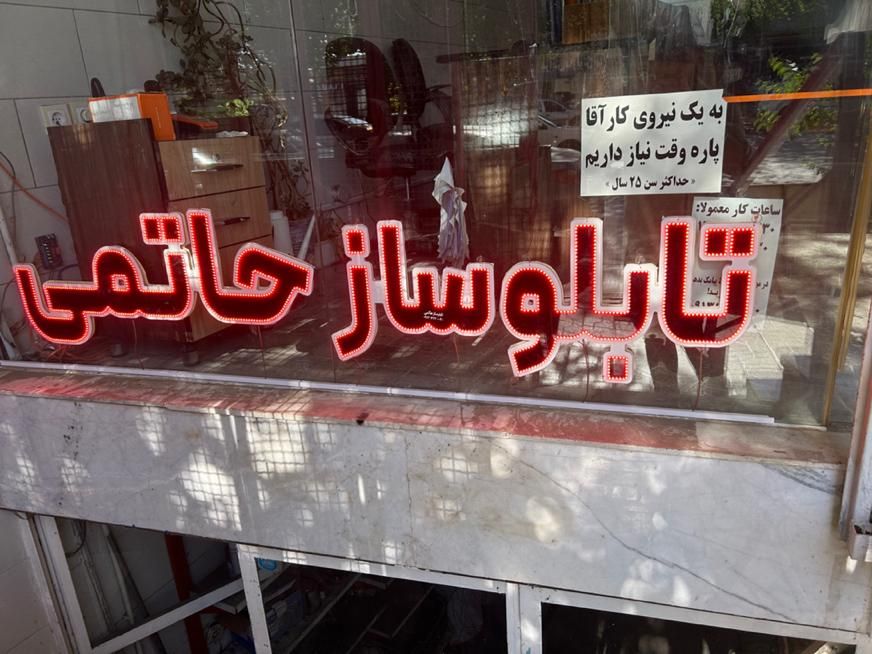 به یک نیروی کار آقا
پاره وقت نیاز داریم
« حداکثر سن ۲۵ سال »
ساعات کار معمولا:
تابلوساز حاتمی